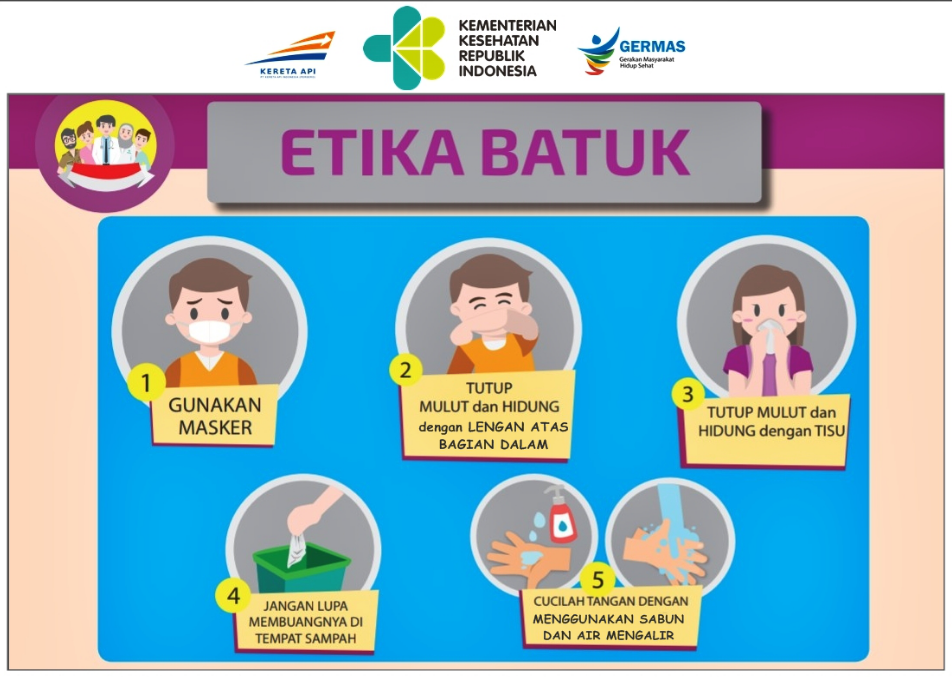 KERETA API
KEMENTERIAN
KESEHATAN
REPUBLIK
INDONESIA
GERMAS
Gerakan Masyarakat
Hidup Sehat
ETIKA BATUK
1
GUNAKAN
MASKER
2
TUTUP
MULUT dan HIDUNG
dengan LENGAN ATAS
BAGIAN DALAM
3
TUTUP MULUT dan
HIDUNG dengan TISU
4
JANGAN LUPA
MEMBUANGNYA DI
TEMPAT SAMPAH
5
CUCILAH TANGAN DENGAN
MENGGUNAKAN SABUN
DAN AIR MENGALIR